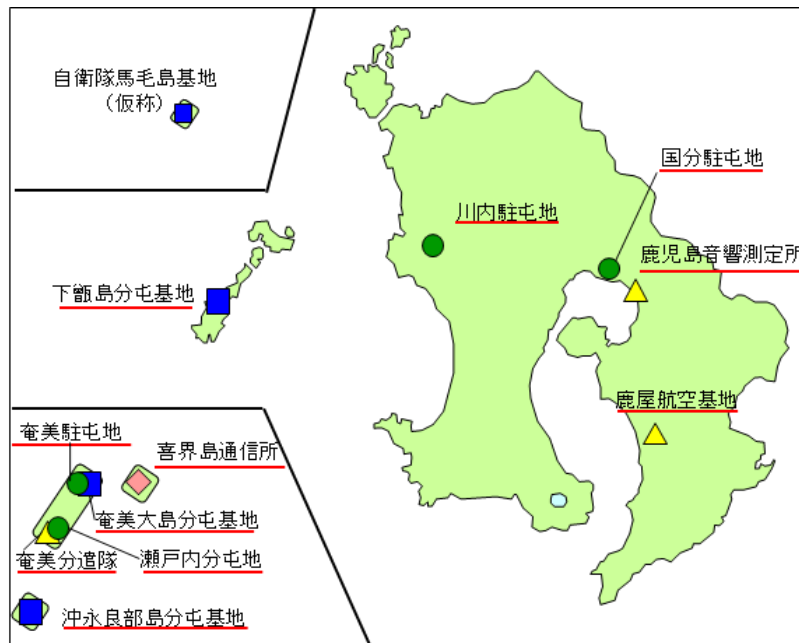 自衛隊馬毛島基地
（仮称）
国分駐屯地
川内駐屯地
鹿児島音響測定所
下甑島分屯基地
鹿屋航空基地
奄美駐屯地
喜界島通信所
奄美大島分屯基地
奄美分遣隊
瀬戸内分屯地
沖永良部島分屯基地